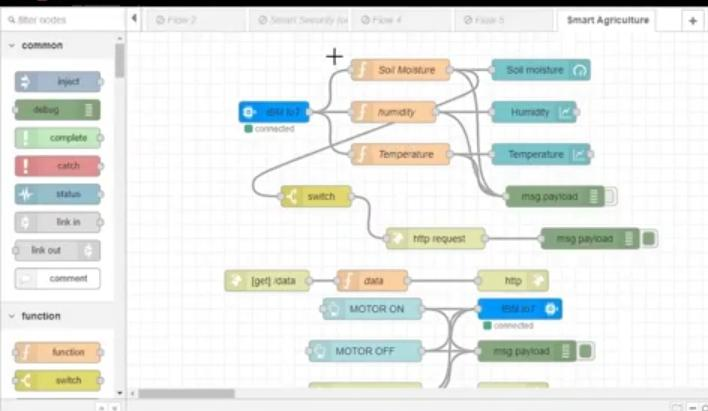 filter nodes
Flow 2
Smart Security for
Flow 4
Flow 5
Smart Agriculture
common
inject
debug
complete
catch
status
link in
link out
comment
function
function
switch
Soil Moisture
Soil moisture
IBM IoT
connected
humidity
Humidity
Temperature
Temperature
switch
msg.payload
http request
msg.payload
[get] /data
data
http
MOTOR ON
IBM IoT
connected
MOTOR OFF
msg.payload